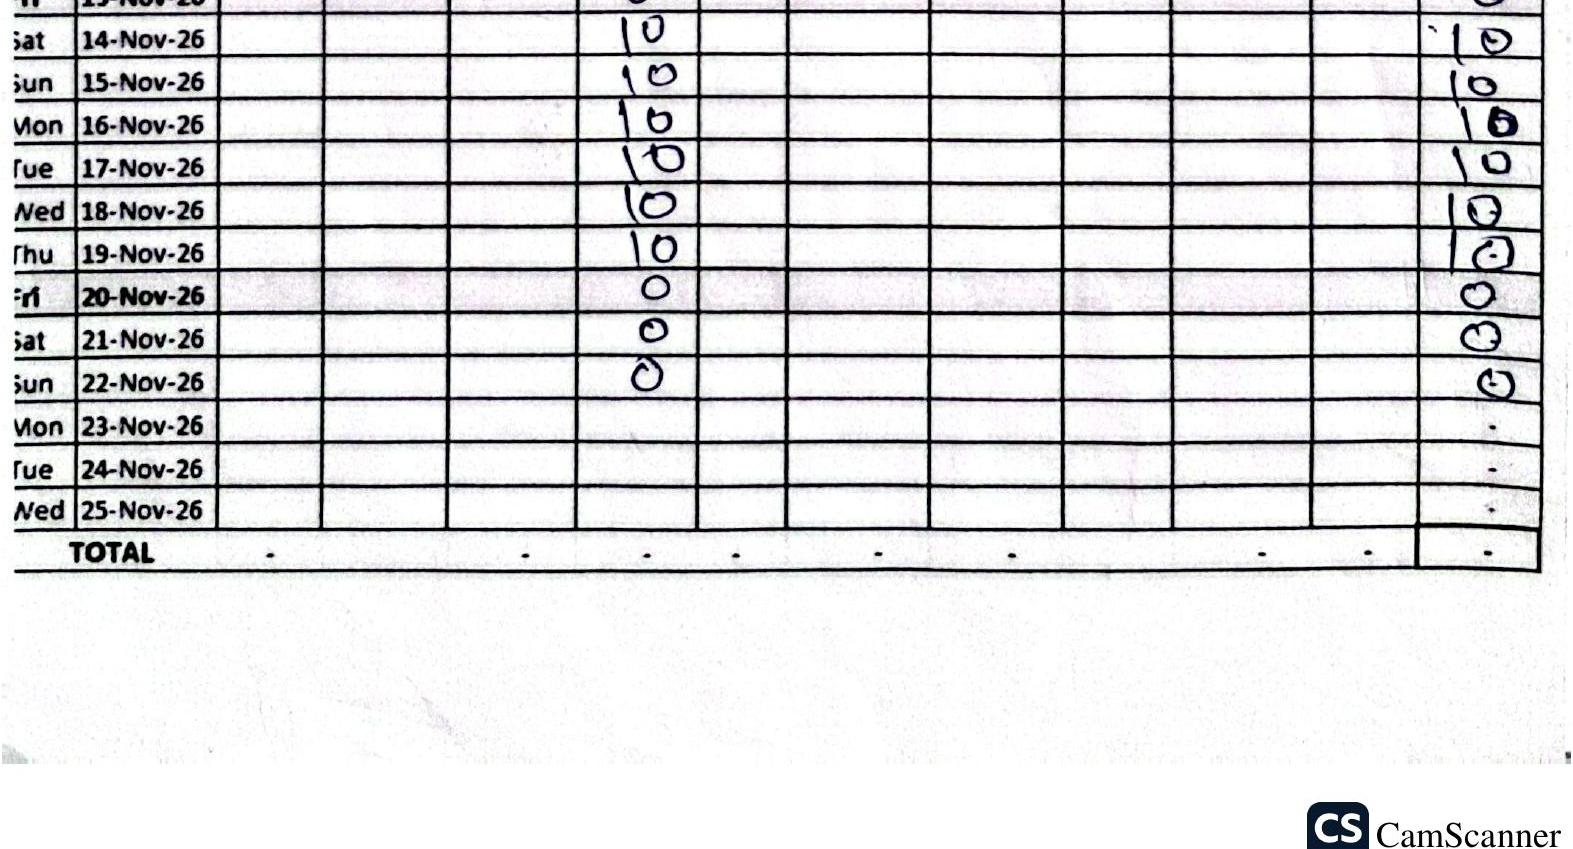 Sat 14-Nov-26 10 10
Sun 15-Nov-26 10 10
Mon 16-Nov-26 10 10
Tue 17-Nov-26 10 10
Wed 18-Nov-26 10 10
Thu 19-Nov-26 10 10
Fri 20-Nov-26 0 0
Sat 21-Nov-26 0 0
Sun 22-Nov-26 0 0
Mon 23-Nov-26 -
Tue 24-Nov-26 -
Wed 25-Nov-26 -
TOTAL - - - - - - - - -
CS CamScanner